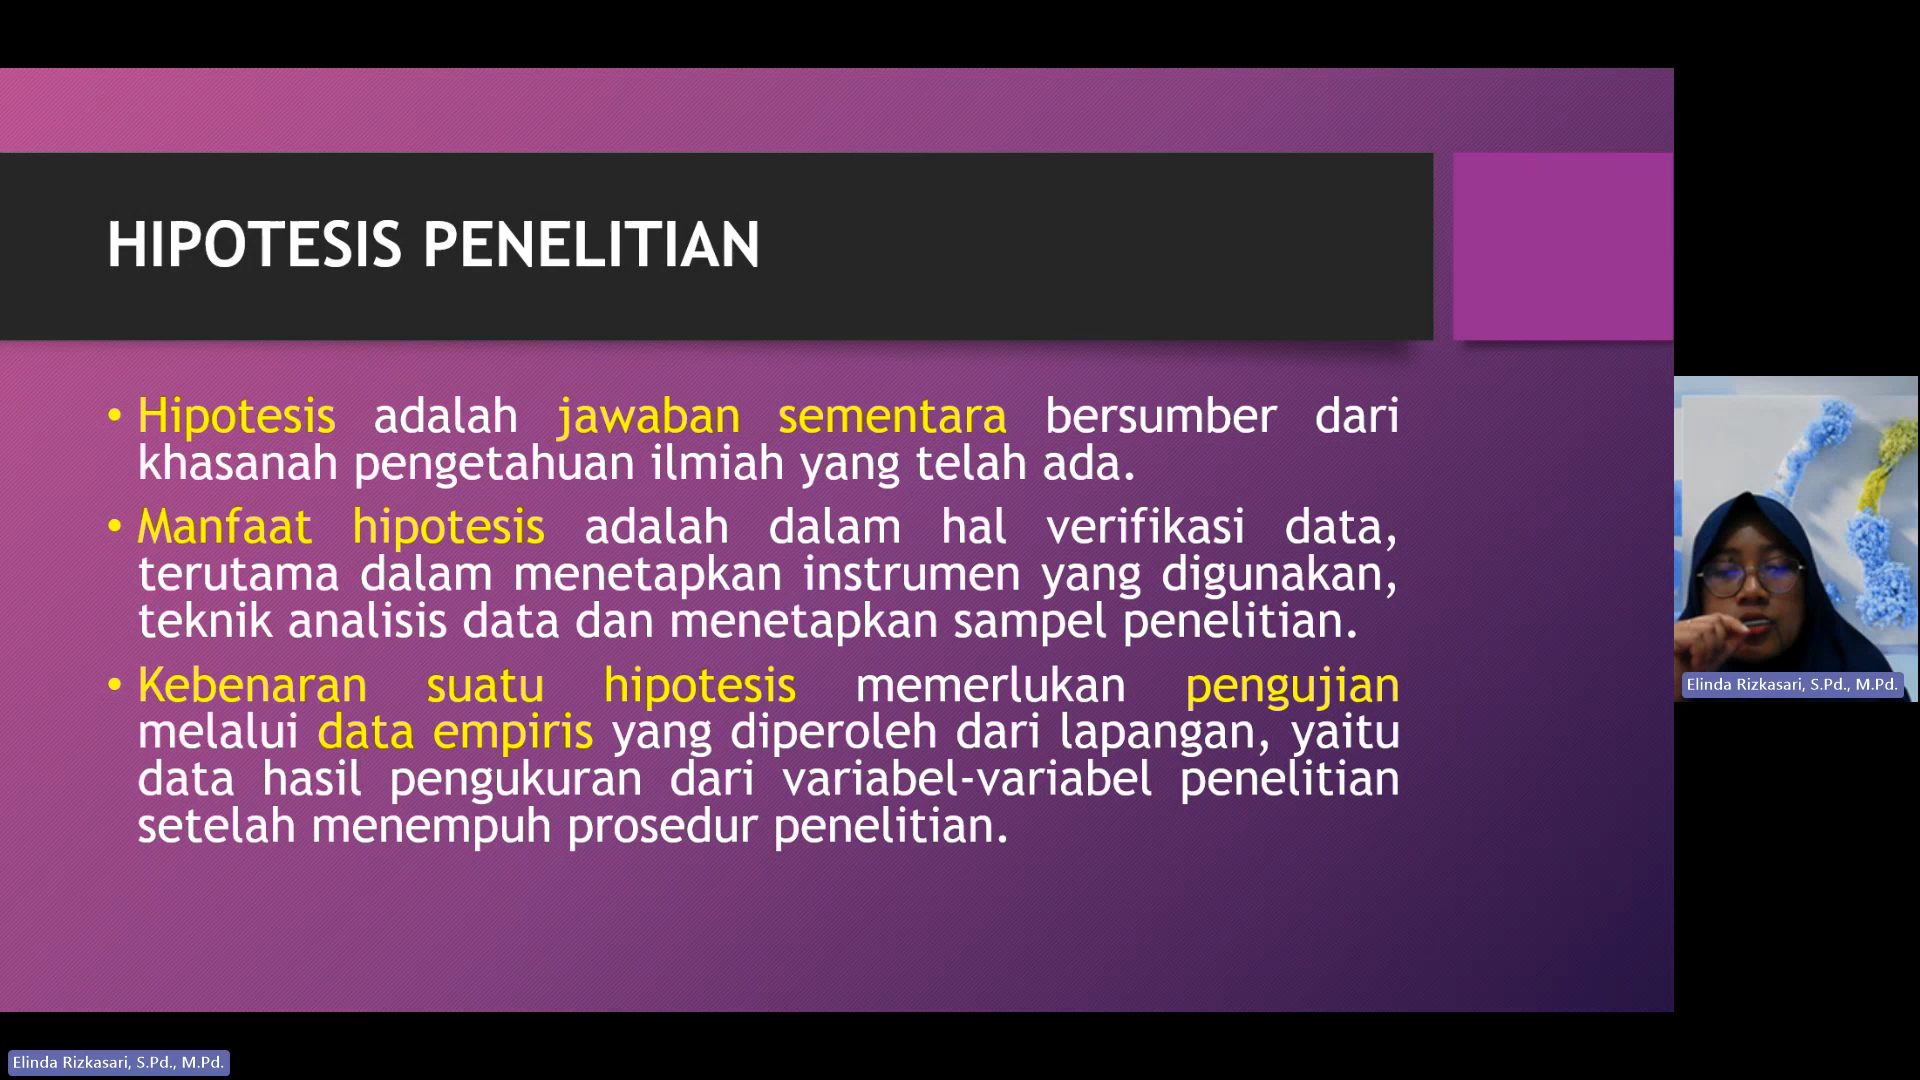 HIPOTESIS PENELITIAN
• Hipotesis adalah jawaban sementara bersumber dari
khasanah pengetahuan ilmiah yang telah ada.
• Manfaat hipotesis adalah dalam hal verifikasi data,
terutama dalam menetapkan instrumen yang digunakan,
teknik analisis data dan menetapkan sampel penelitian.
• Kebenaran suatu hipotesis memerlukan pengujian
melalui data empiris yang diperoleh dari lapangan, yaitu
data hasil pengukuran dari variabel-variabel penelitian
setelah menempuh prosedur penelitian.
Elinda Rizkasari, S.Pd., M.Pd.
Elinda Rizkasari, S.Pd., M.Pd.